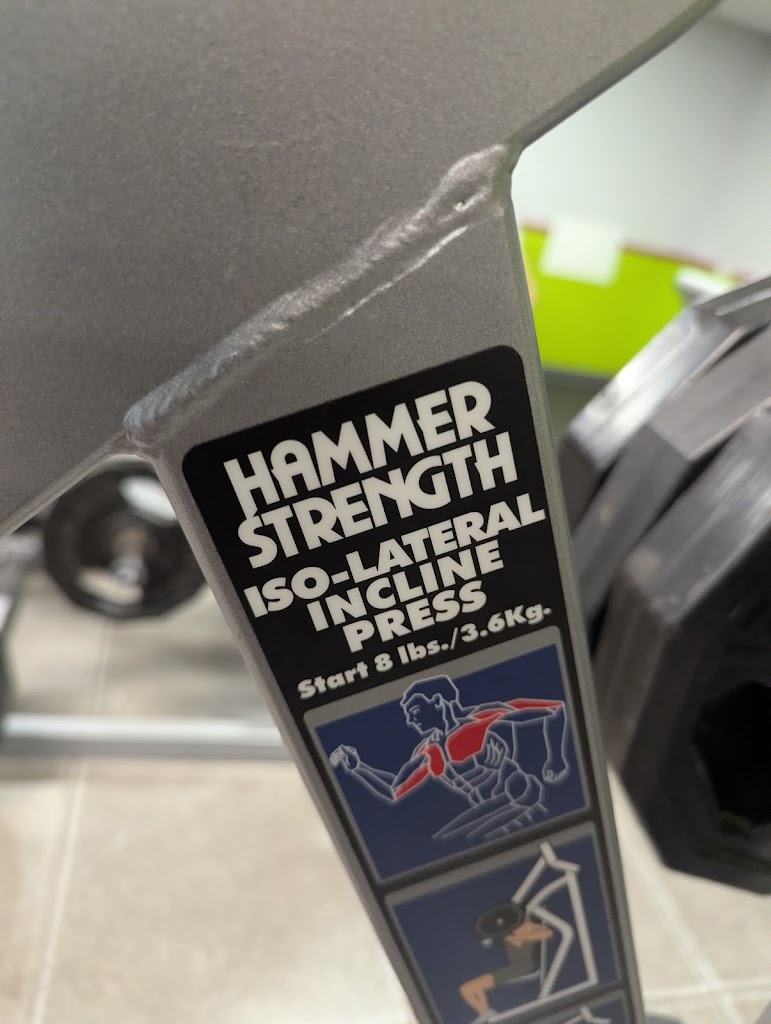 HAMMER
STRENGTH
ISO-LATERAL
INCLINE
PRESS
Start 8 lbs./3.6Kg.